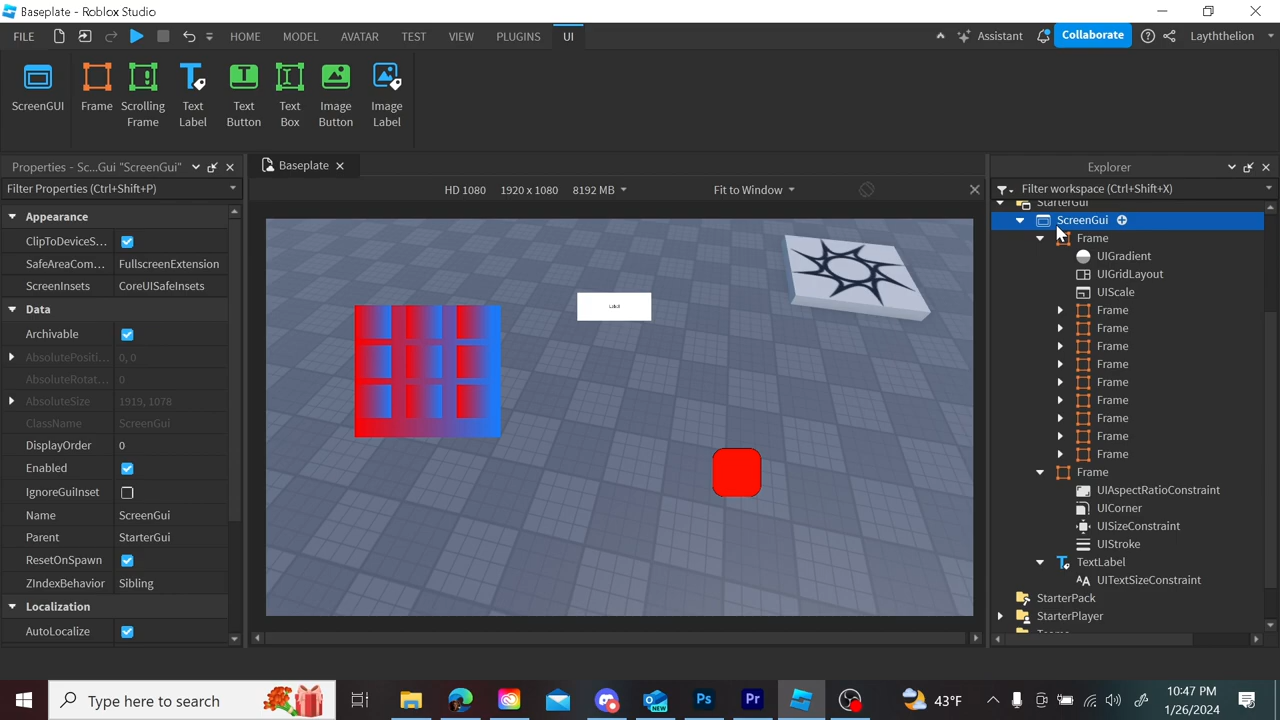 Baseplate - Roblox Studio
FILE HOME MODEL AVATAR TEST VIEW PLUGINS UI Assistant Collaborate Laythtelion
ScreenGUI Frame Scrolling Frame Text Label Text Button Text Box Image Button Image Label
Properties - Sc...Gui "ScreenGui"
Baseplate
Explorer
Filter Properties (Ctrl+Shift+P)
HD 1080 1920 x 1080 8192 MB Fit to Window
Filter workspace (Ctrl+Shift+X)
Appearance
ClipToDeviceS...
SafeAreaCom... FullscreenExtension
ScreenInsets CoreUISafeInsets
Data
Archivable
AbsolutePositi... 0, 0
AbsoluteRotat... 0
AbsoluteSize 1919, 1078
ClassName ScreenGui
DisplayOrder 0
Enabled
IgnoreGuiInset
Name ScreenGui
Parent StarterGui
ResetOnSpawn
ZIndexBehavior Sibling
Localization
AutoLocalize
StarterGui
ScreenGui
Frame
UIGradient
UIGridLayout
UIScale
Frame
Frame
Frame
Frame
Frame
Frame
Frame
Frame
Frame
Frame
UIAspectRatioConstraint
UICorner
UISizeConstraint
UIStroke
TextLabel
UITextSizeConstraint
StarterPack
StarterPlayer
Teams
Type here to search
43°F
10:47 PM
1/26/2024